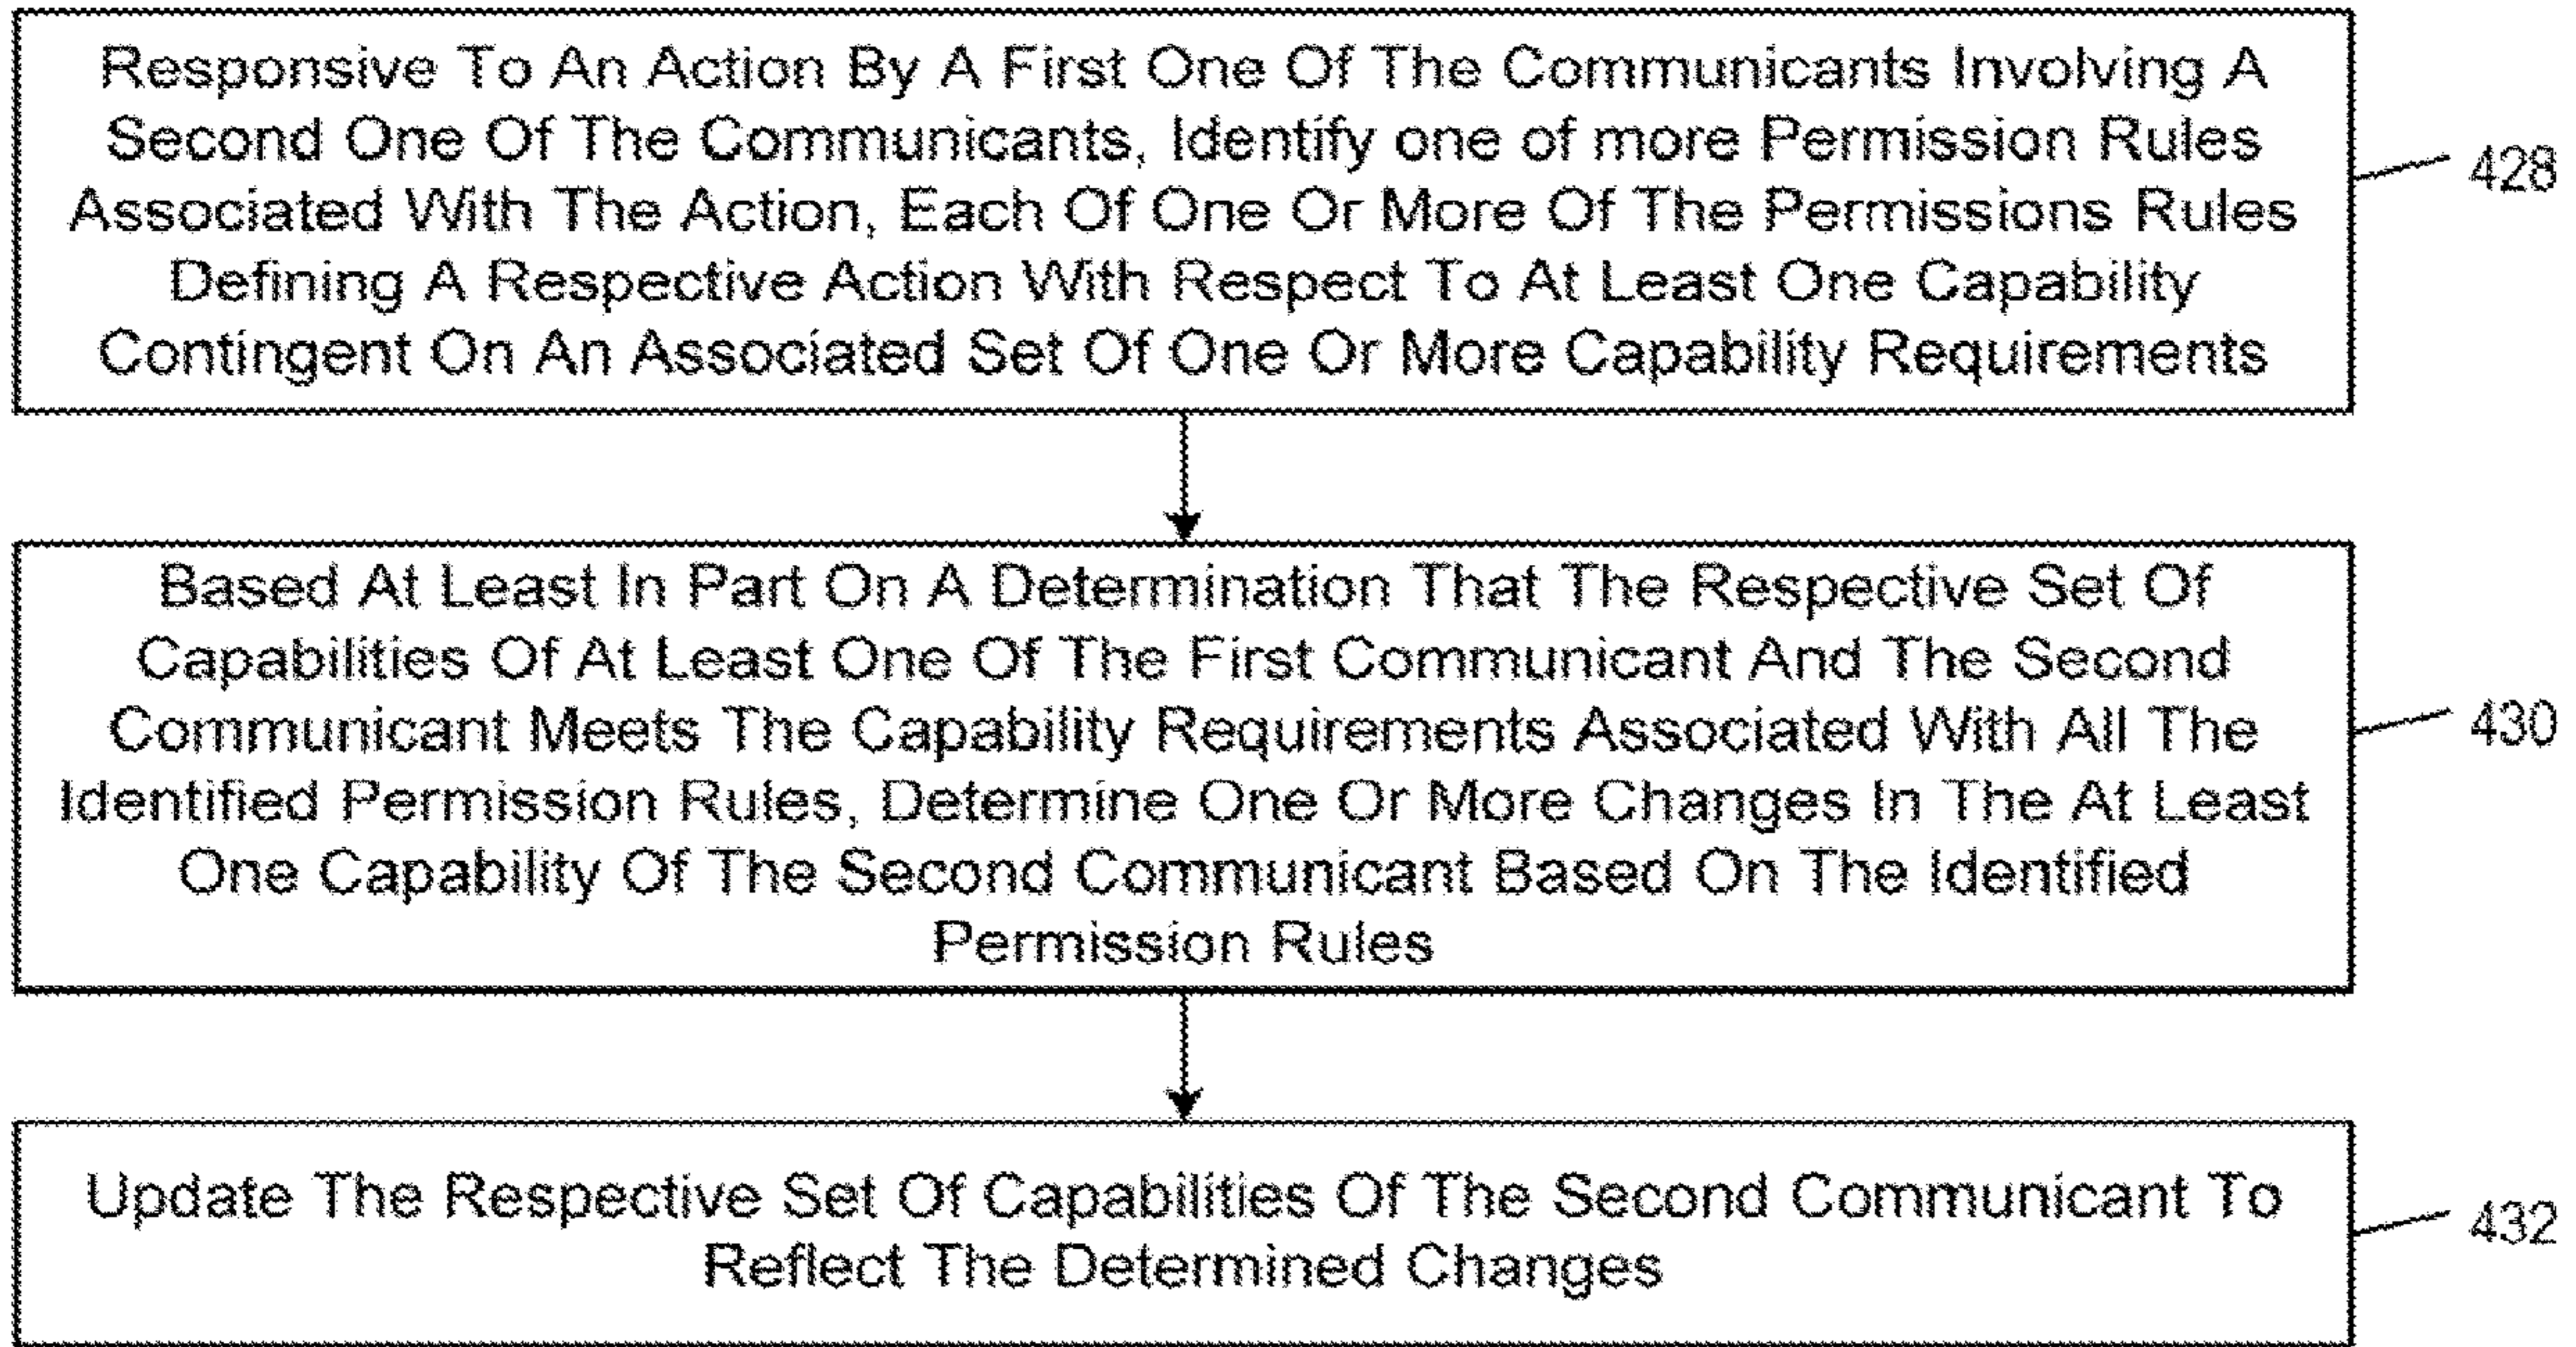 Responsive To An Action By A First One Of The Communicants Involving A
Second One Of The Communicants, Identify one of more Permission Rules
Associated With The Action, Each Of One Or More Of The Permissions Rules
Defining A Respective Action With Respect To At Least One Capability
Contingent On An Associated Set Of One Or More Capability Requirements
428
Based At Least In Part On A Determination That The Respective Set Of
Capabilities Of At Least One Of The First Communicant And The Second
Communicant Meets The Capability Requirements Associated With All The
Identified Permission Rules, Determine One Or More Changes In The At Least
One Capability Of The Second Communicant Based On The Identified
Permission Rules
430
Update The Respective Set Of Capabilities Of The Second Communicant To
Reflect The Determined Changes
432